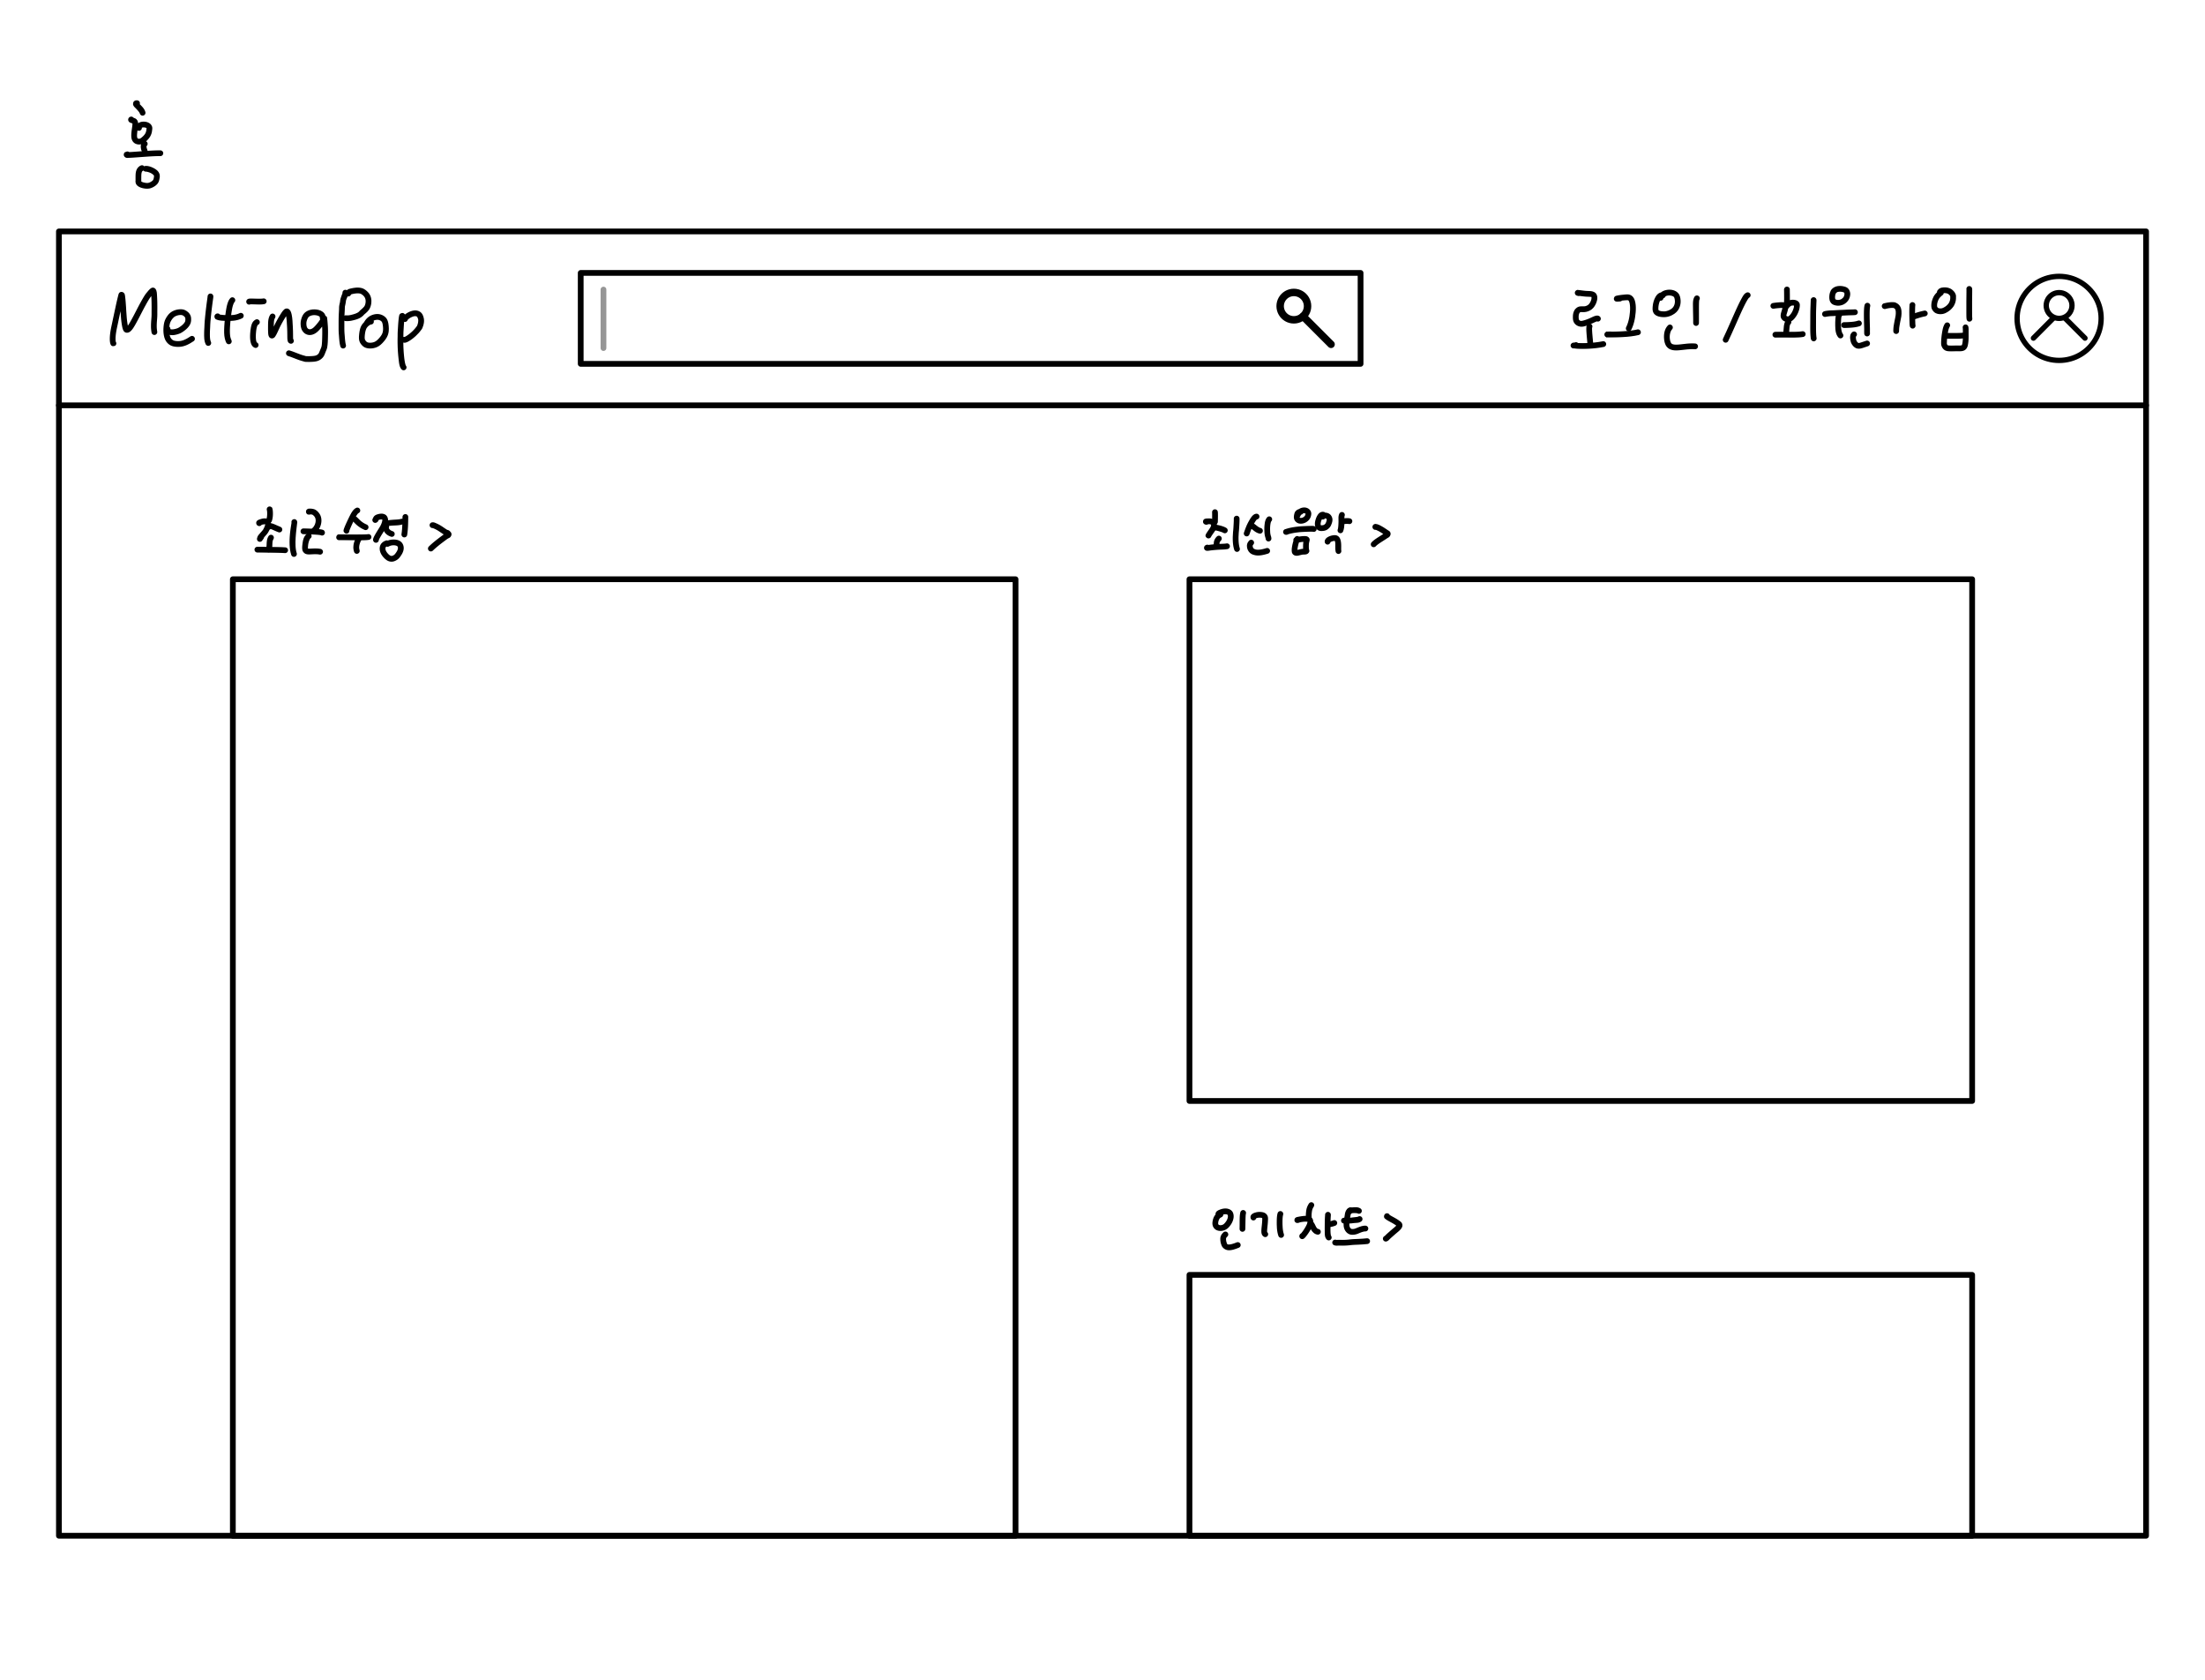 홈
MeltingPop
로그인 / 회원가입
최근 수정 >
최신 음악 >
인기 차트 >